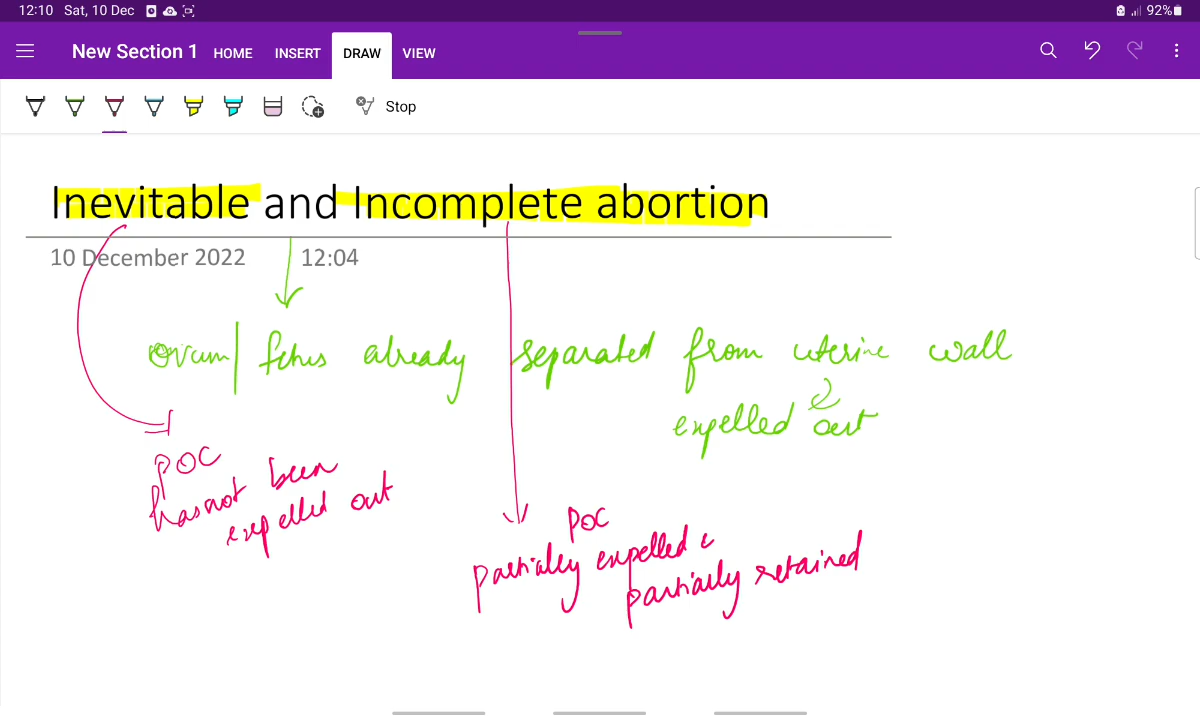 12:10 Sat, 10 Dec
92%
New Section 1 HOME INSERT DRAW VIEW
Stop
Inevitable and Incomplete abortion
10 December 2022 12:04
ovum/ fetus already separated from uterine wall
expelled out
POC
has not been
expelled out
POC
partially expelled &
partially retained